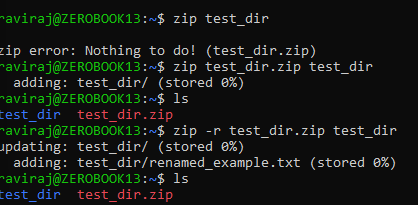 raviraj@ZEROBOOK13:~$ zip test_dir
zip error: Nothing to do! (test_dir.zip)
raviraj@ZEROBOOK13:~$ zip test_dir.zip test_dir
  adding: test_dir/ (stored 0%)
raviraj@ZEROBOOK13:~$ ls
test_dir  test_dir.zip
raviraj@ZEROBOOK13:~$ zip -r test_dir.zip test_dir
updating: test_dir/ (stored 0%)
  adding: test_dir/renamed_example.txt (stored 0%)
raviraj@ZEROBOOK13:~$ ls
test_dir  test_dir.zip